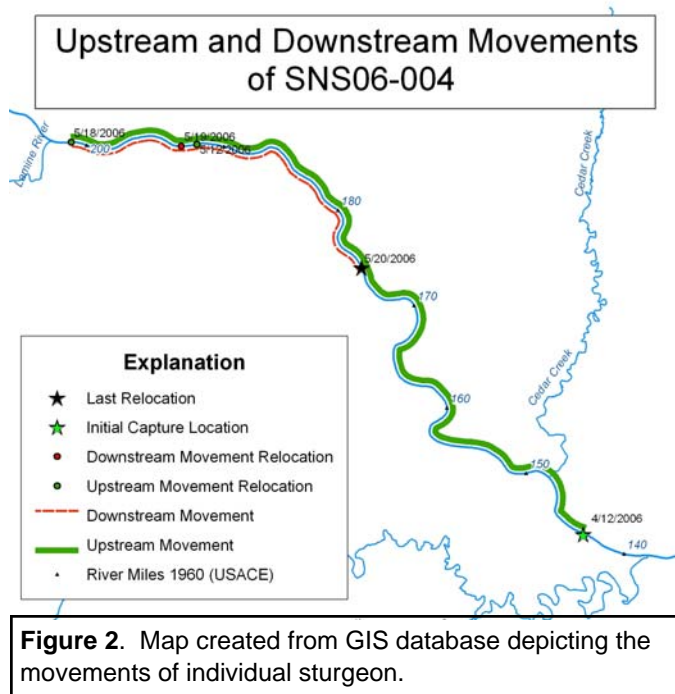 Upstream and Downstream Movements
of SNS06-004
5/18/2006
5/19/2006
5/12/2006
200
Lamine River
Cedar Creek
180
5/20/2006
170
Explanation
Last Relocation
Initial Capture Location
Downstream Movement Relocation
Upstream Movement Relocation
Downstream Movement
Upstream Movement
River Miles 1960 (USACE)
Cedar Creek
160
150
4/12/2006
140
Figure 2. Map created from GIS database depicting the
movements of individual sturgeon.